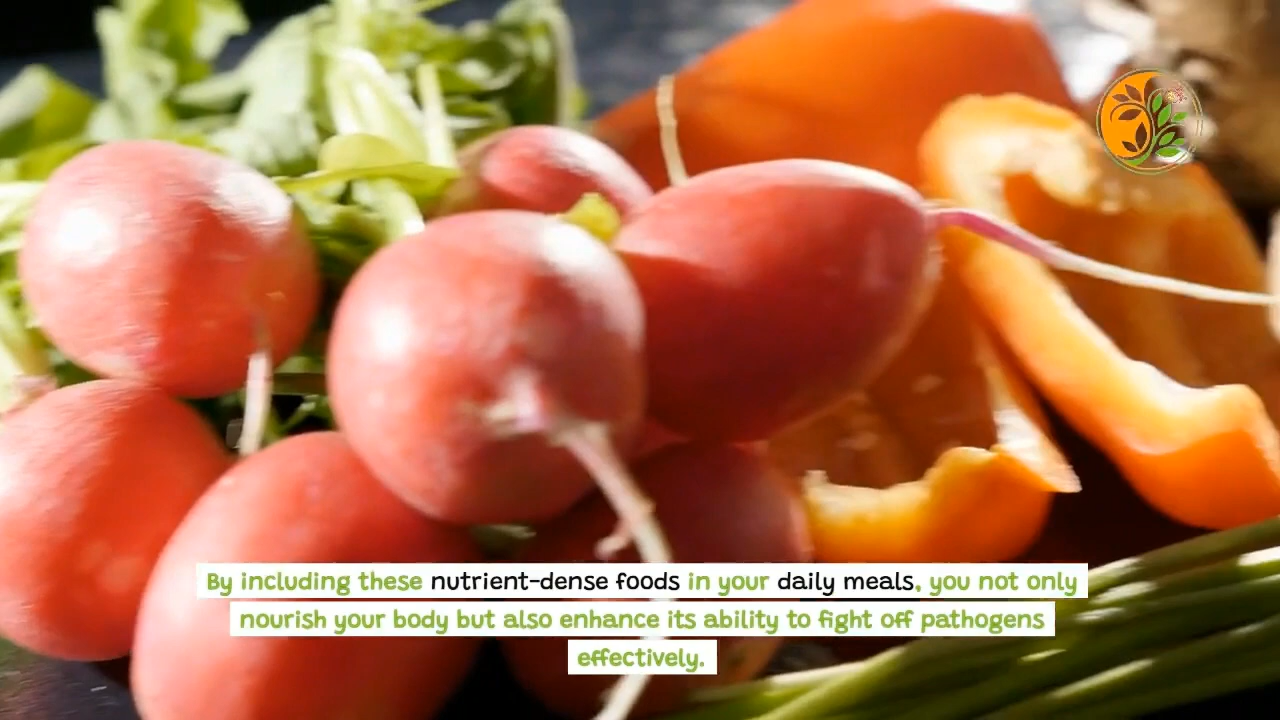 By including these nutrient-dense foods in your daily meals, you not only
nourish your body but also enhance its ability to fight off pathogens
effectively.